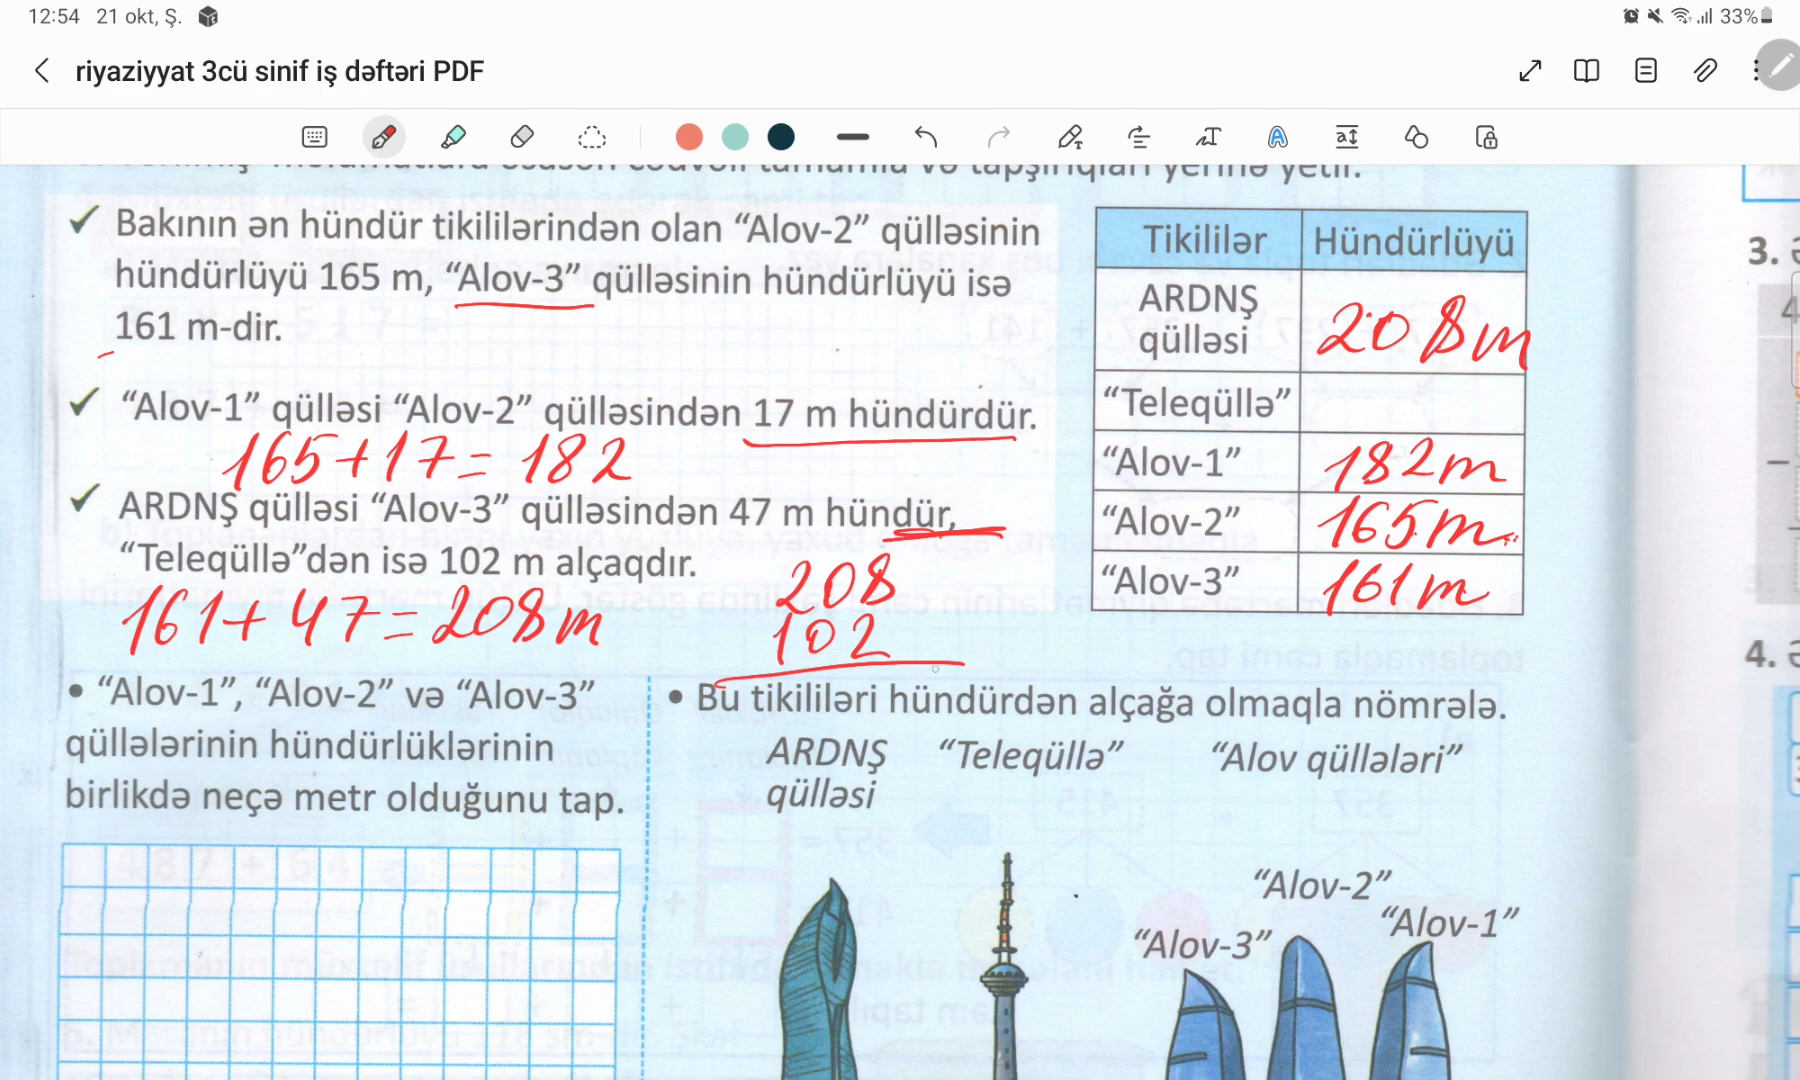 12:54 21 okt, Ş. 33%
riyaziyyat 3cü sinif iş dəftəri PDF
tapşırıqları yerinə yetir.
Bakının ən hündür tikililərindən olan “Alov-2” qülləsinin
hündürlüyü 165 m, “Alov-3” qülləsinin hündürlüyü isə
161 m-dir.
“Alov-1” qülləsi “Alov-2” qülləsindən 17 m hündürdür.
165+17=182
ARDNŞ qülləsi “Alov-3” qülləsindən 47 m hündür,
“Teleqüllə”dən isə 102 m alçaqdır.
161+47=208m
208
102
Tikililər Hündürlüyü
ARDNŞ
qülləsi 208m
“Teleqüllə”
“Alov-1” 182m
“Alov-2” 165m
“Alov-3” 161m
3.
4.
• “Alov-1”, “Alov-2” və “Alov-3”
qüllələrinin hündürlüklərinin
birlikdə neçə metr olduğunu tap.
• Bu tikililəri hündürdən alçağa olmaqla nömrələ.
ARDNŞ
qülləsi
“Teleqüllə”
“Alov qüllələri”
“Alov-2”
“Alov-1”
“Alov-3”